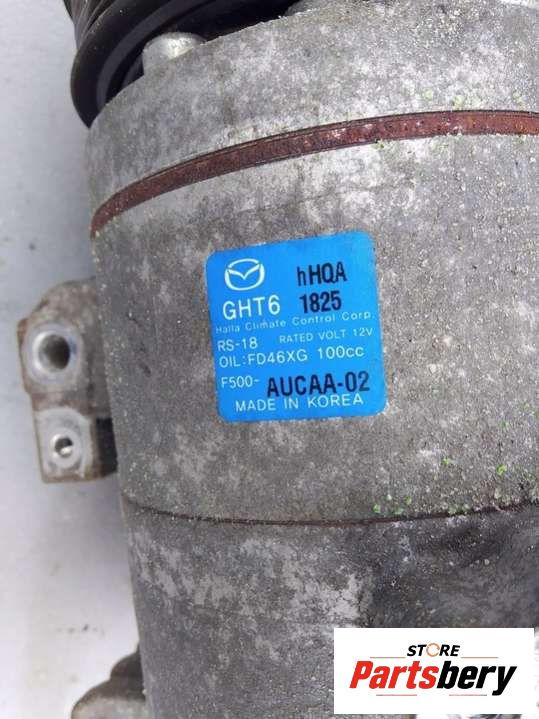 hHQA
GHT6 1825
Halla Climate Control Corp.
RS-18 RATED VOLT 12V
OIL:FD46XG 100cc
F500- AUCAA-02
MADE IN KOREA
STORE
Partsbery